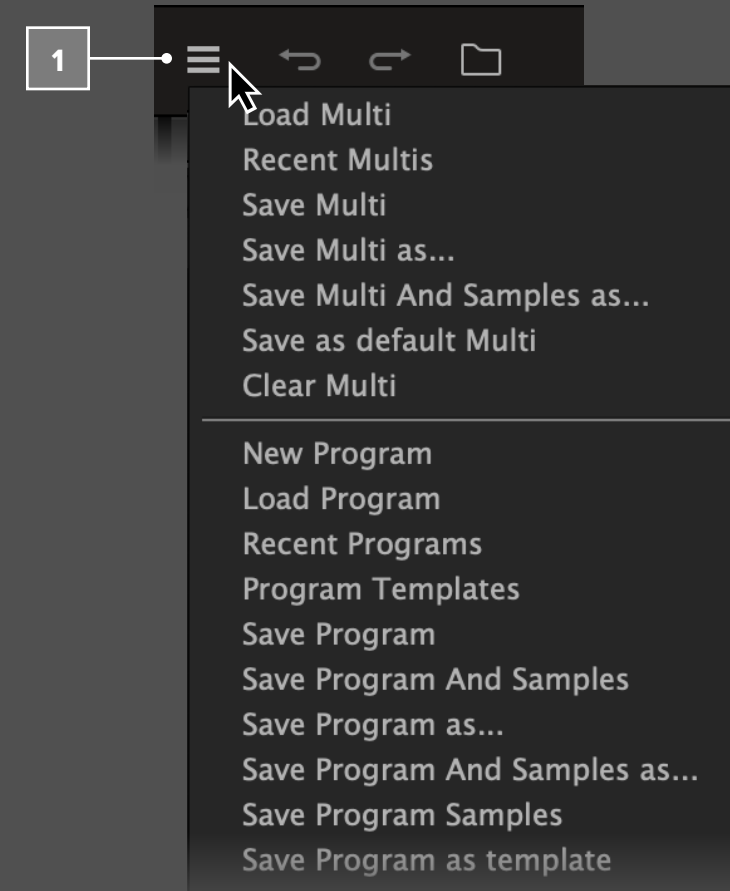 1
Load Multi
Recent Multis
Save Multi
Save Multi as...
Save Multi And Samples as...
Save as default Multi
Clear Multi
New Program
Load Program
Recent Programs
Program Templates
Save Program
Save Program And Samples
Save Program as...
Save Program And Samples as...
Save Program Samples
Save Program as template